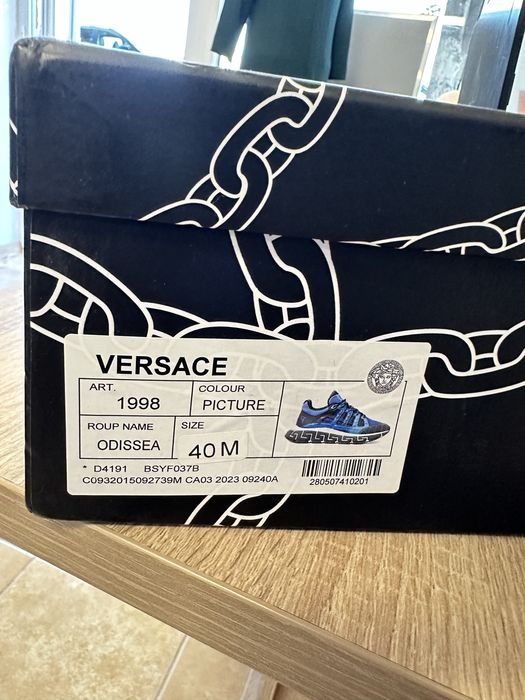 VERSACE
ART.
1998
COLOUR
PICTURE
ROUP NAME
ODISSEA
SIZE
40 M
* D4191 BSYF037B
C0932015092739M CA03 2023 09240A
280507410201